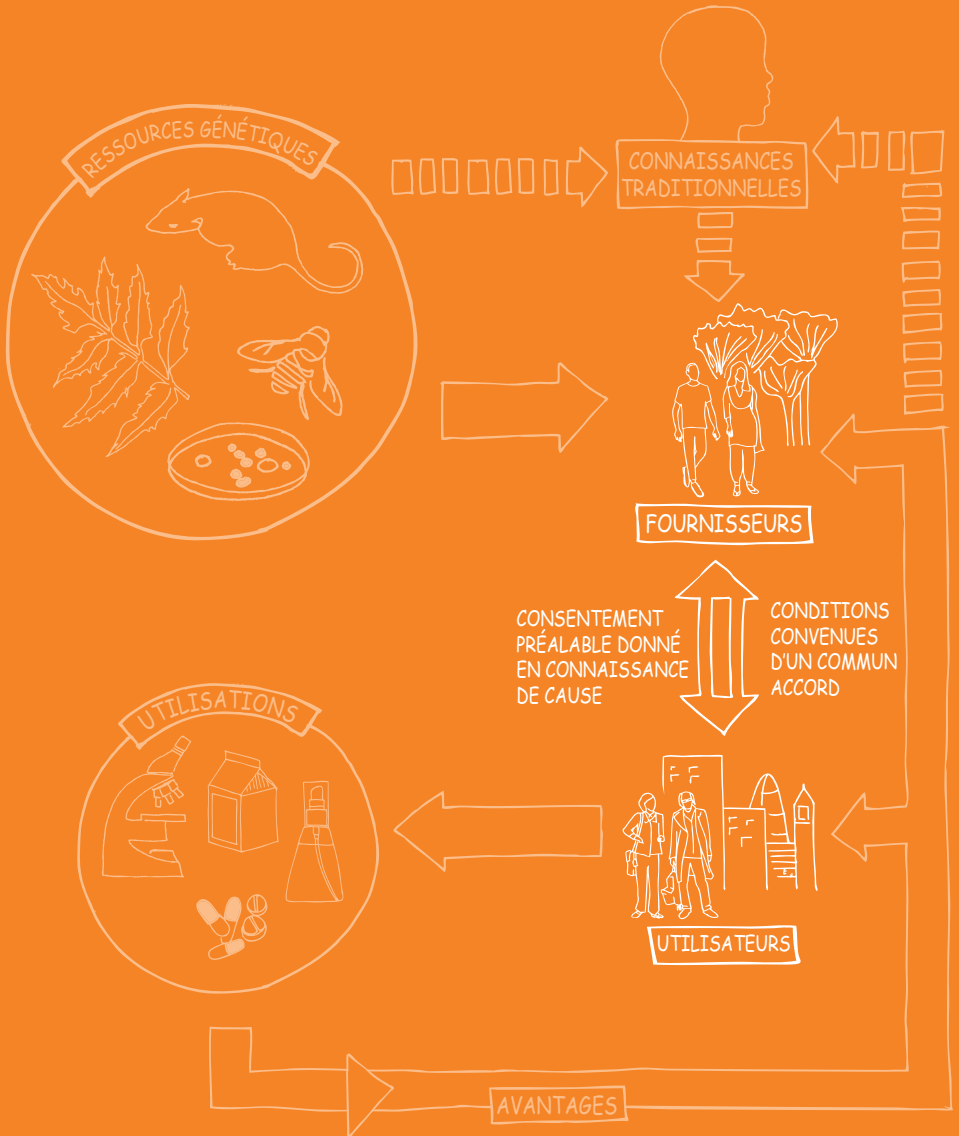 RESSOURCES GÉNÉTIQUES
CONNAISSANCES
TRADITIONNELLES
FOURNISSEURS
CONSENTEMENT
PRÉALABLE DONNÉ
EN CONNAISSANCE
DE CAUSE
CONDITIONS
CONVENUES
D'UN COMMUN
ACCORD
UTILISATIONS
UTILISATEURS
AVANTAGES